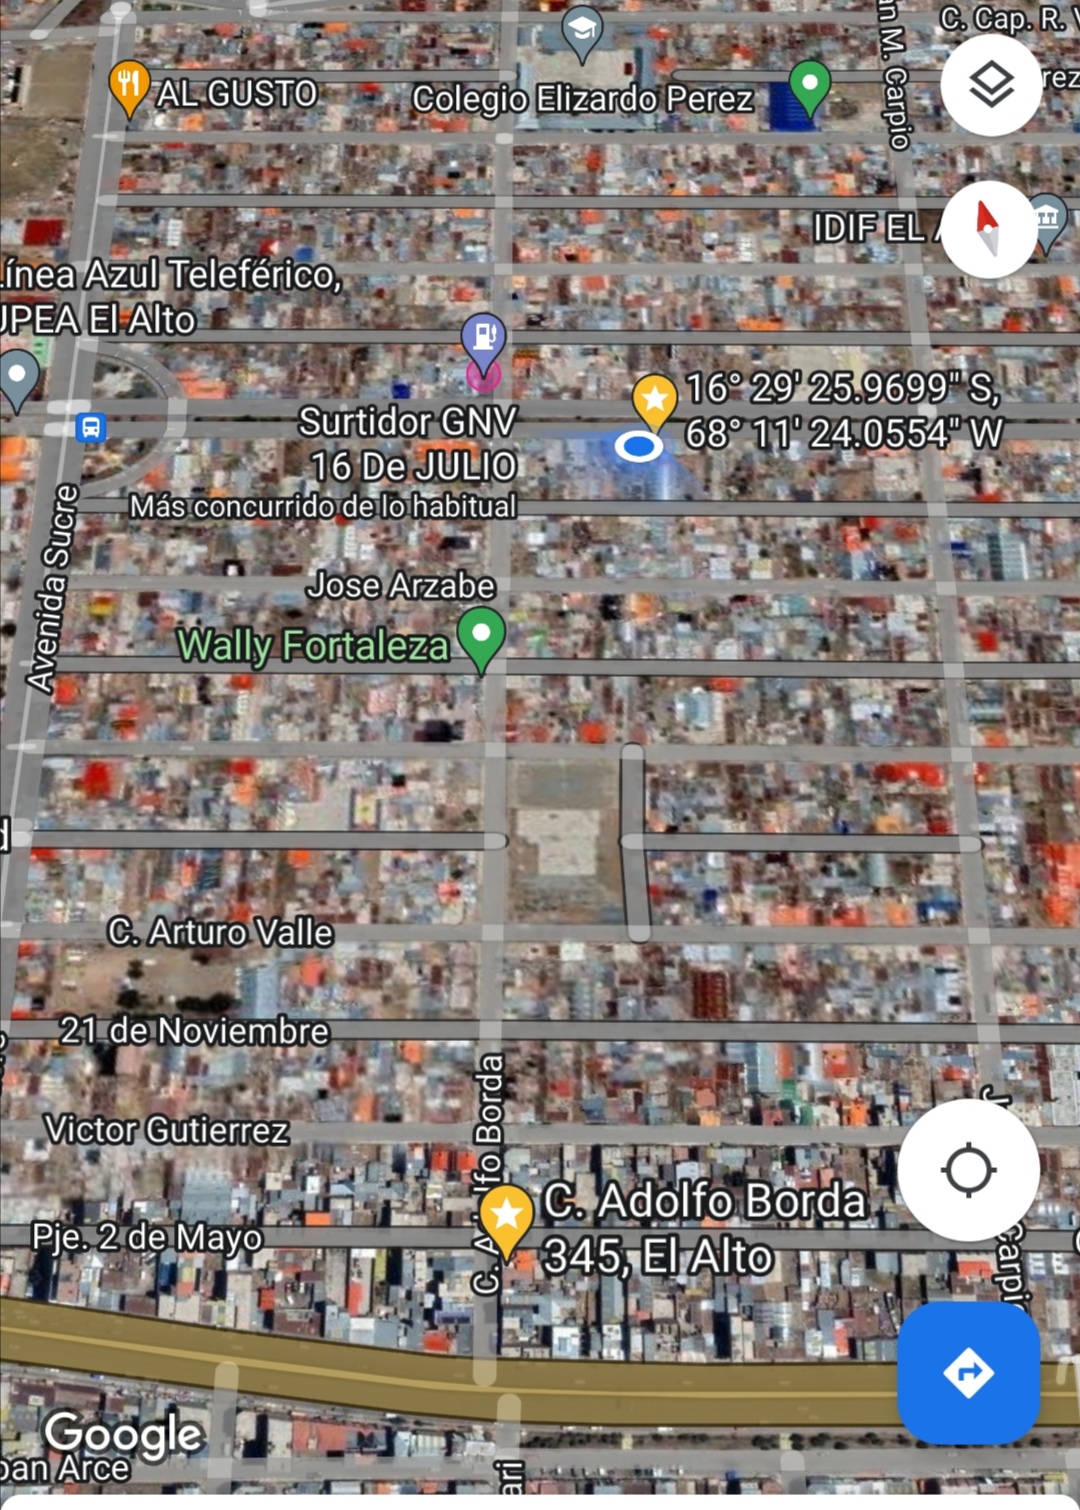 C. Cap. R.
AL GUSTO
Colegio Elizardo Perez
n M. Carpio
IDIF EL
Línea Azul Teleférico,
UPEA El Alto
Surtidor GNV
16 De JULIO
Más concurrido de lo habitual
16° 29' 25.9699" S,
68° 11' 24.0554" W
Avenida Sucre
Jose Arzabe
Wally Fortaleza
d
C. Arturo Valle
21 de Noviembre
Victor Gutierrez
C. Adolfo Borda
Pje. 2 de Mayo
C. Adolfo Borda
345, El Alto
Carpio
Google
ban Arce
ari